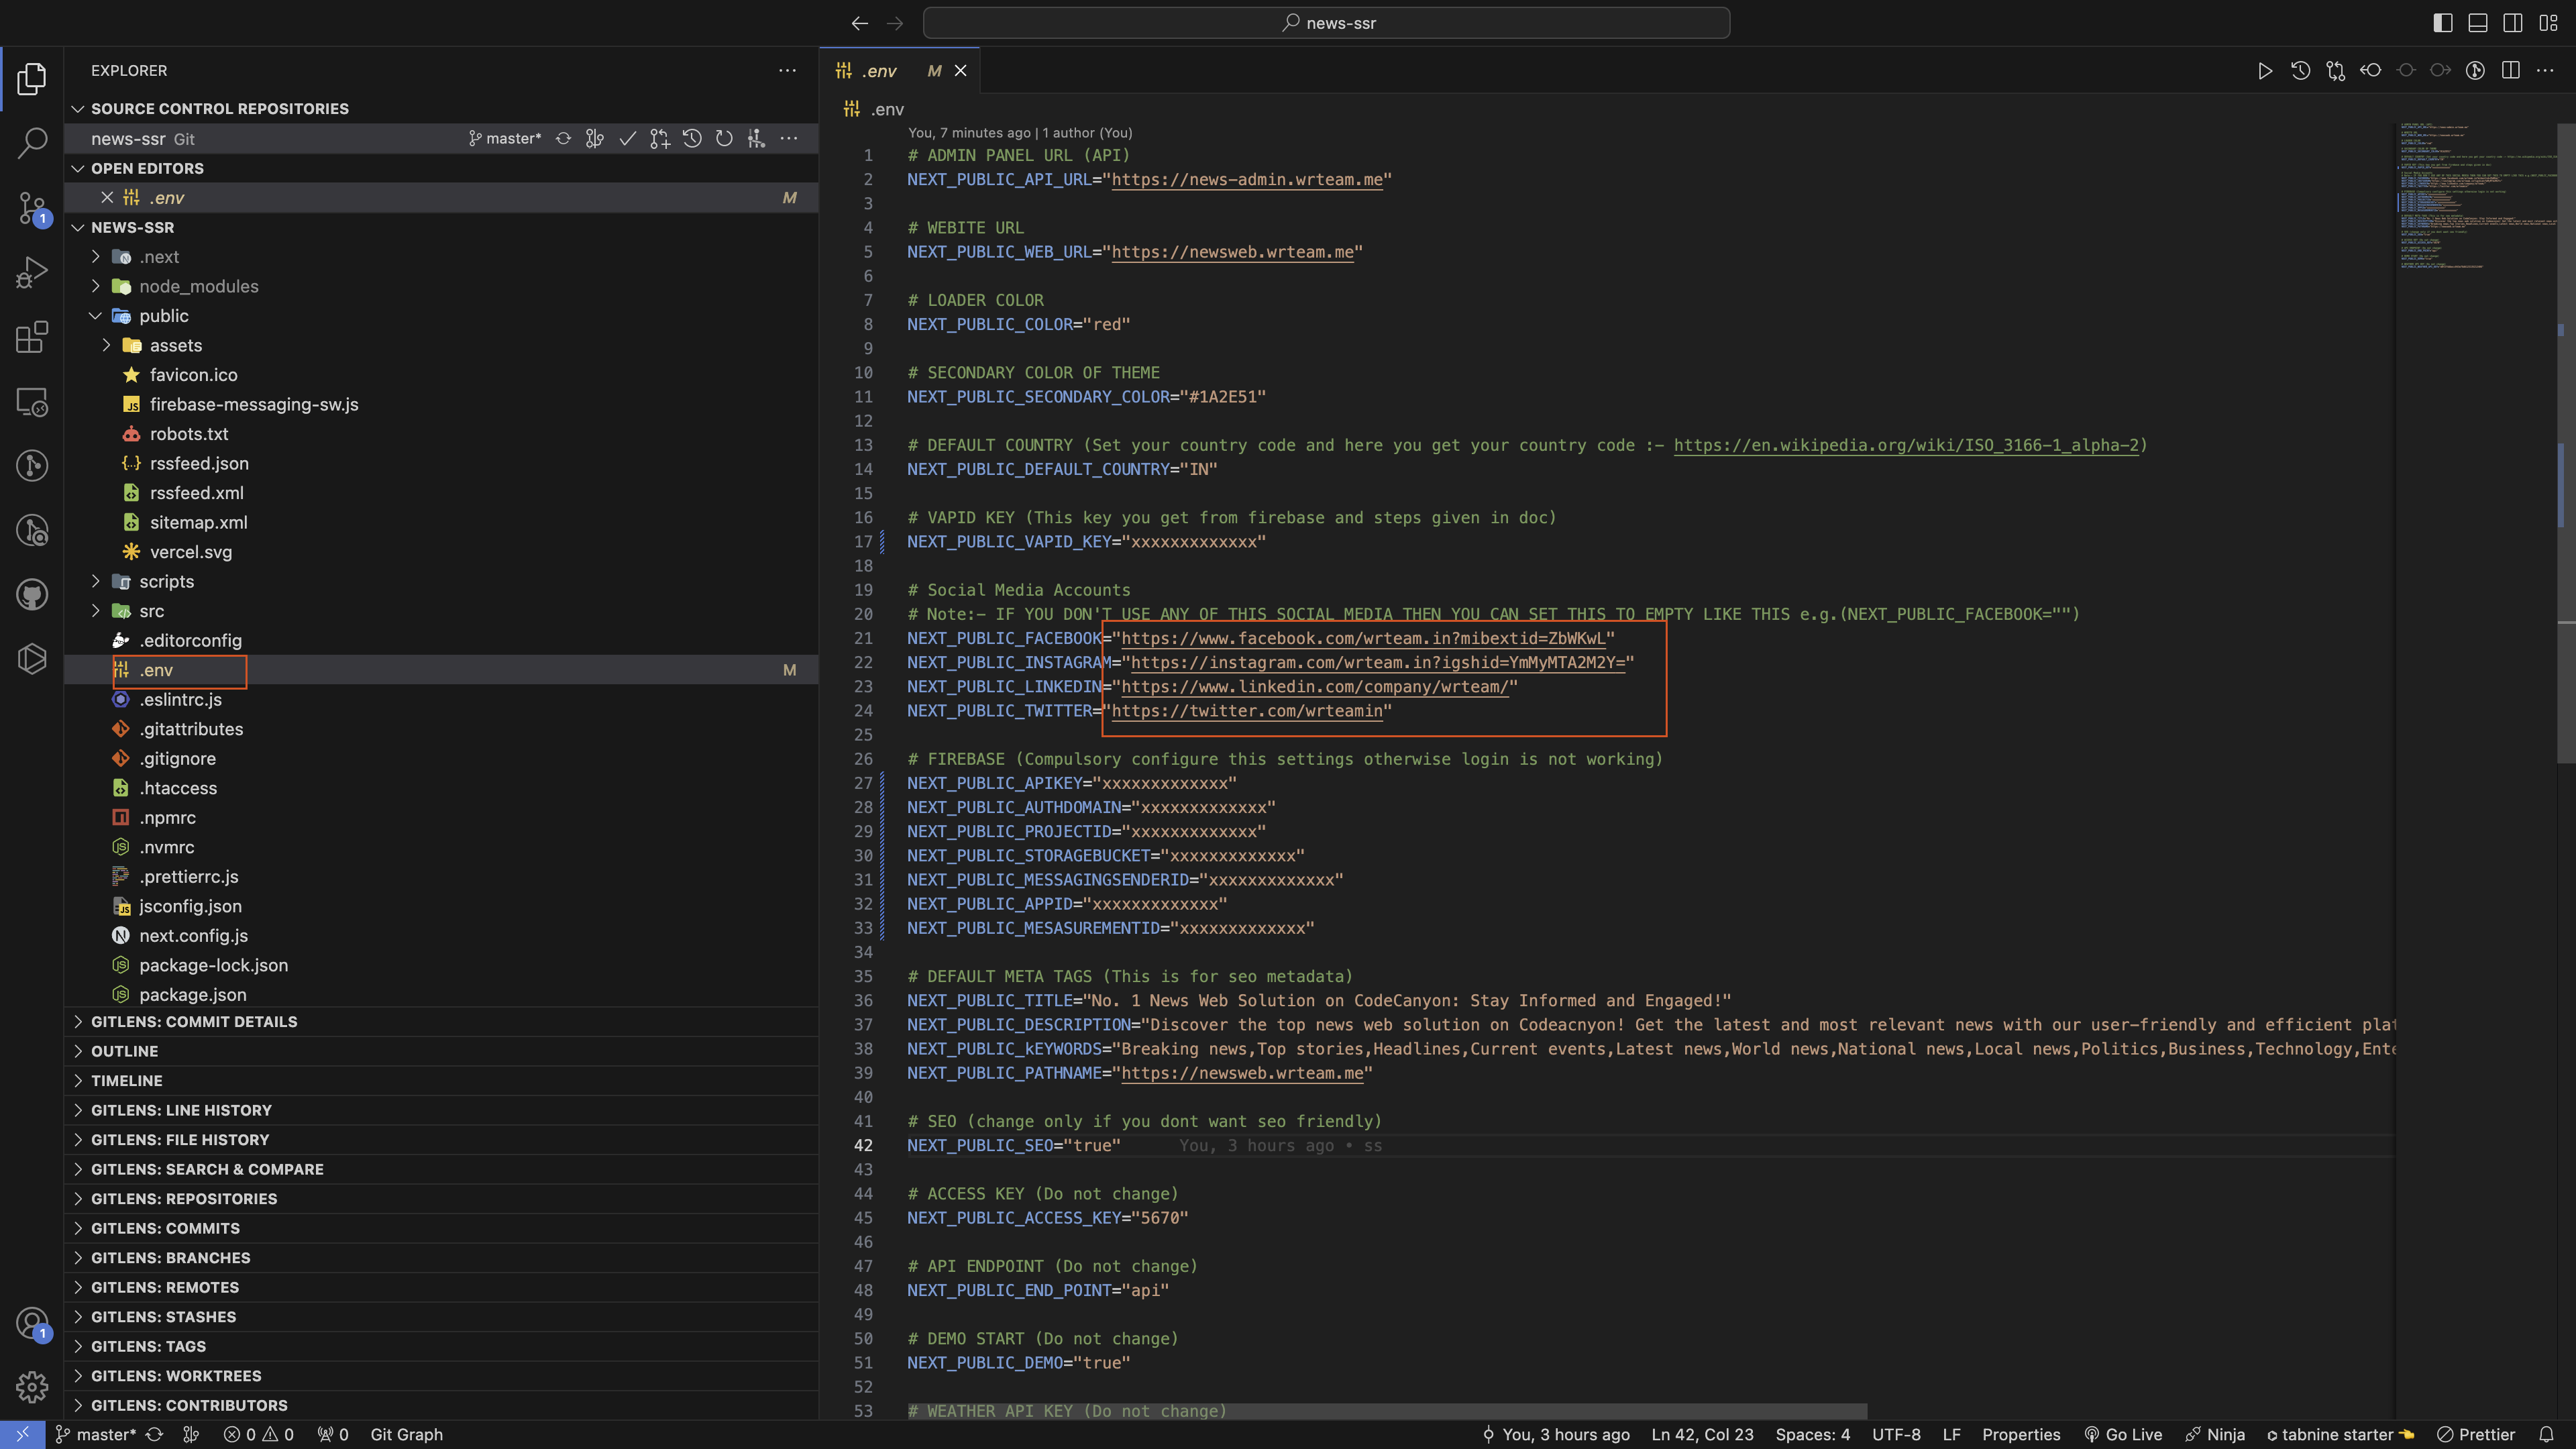 news-ssr
EXPLORER
SOURCE CONTROL REPOSITORIES
news-ssr Git master*
OPEN EDITORS
.env M
NEWS-SSR
.next
node_modules
public
assets
favicon.ico
firebase-messaging-sw.js
robots.txt
rssfeed.json
rssfeed.xml
sitemap.xml
vercel.svg
scripts
src
.editorconfig
.env M
.eslintrc.js
.gitattributes
.gitignore
.htaccess
.npmrc
.nvmrc
.prettierrc.js
jsconfig.json
next.config.js
package-lock.json
package.json
GITLENS: COMMIT DETAILS
OUTLINE
TIMELINE
GITLENS: LINE HISTORY
GITLENS: FILE HISTORY
GITLENS: SEARCH & COMPARE
GITLENS: REPOSITORIES
GITLENS: COMMITS
GITLENS: BRANCHES
GITLENS: REMOTES
GITLENS: STASHES
GITLENS: TAGS
GITLENS: WORKTREES
GITLENS: CONTRIBUTORS
1
1
.env M
.env
You, 7 minutes ago | 1 author (You)
1 # ADMIN PANEL URL (API)
2 NEXT_PUBLIC_API_URL="https://news-admin.wrteam.me"
3
4 # WEBITE URL
5 NEXT_PUBLIC_WEB_URL="https://newsweb.wrteam.me"
6
7 # LOADER COLOR
8 NEXT_PUBLIC_COLOR="red"
9
10 # SECONDARY COLOR OF THEME
11 NEXT_PUBLIC_SECONDARY_COLOR="#1A2E51"
12
13 # DEFAULT COUNTRY (Set your country code and here you get your country code :- https://en.wikipedia.org/wiki/ISO_3166-1_alpha-2)
14 NEXT_PUBLIC_DEFAULT_COUNTRY="IN"
15
16 # VAPID KEY (This key you get from firebase and steps given in doc)
17 NEXT_PUBLIC_VAPID_KEY="xxxxxxxxxxxxx"
18
19 # Social Media Accounts
20 # Note:- IF YOU DON'T USE ANY OF THIS SOCIAL MEDIA THEN YOU CAN SET THIS TO EMPTY LIKE THIS e.g.(NEXT_PUBLIC_FACEBOOK="")
21 NEXT_PUBLIC_FACEBOOK="https://www.facebook.com/wrteam.in?mibextid=ZbWKwL"
22 NEXT_PUBLIC_INSTAGRAM="https://instagram.com/wrteam.in?igshid=YmMyMTA2M2Y="
23 NEXT_PUBLIC_LINKEDIN="https://www.linkedin.com/company/wrteam/"
24 NEXT_PUBLIC_TWITTER="https://twitter.com/wrteamin"
25
26 # FIREBASE (Compulsory configure this settings otherwise login is not working)
27 NEXT_PUBLIC_APIKEY="xxxxxxxxxxxxx"
28 NEXT_PUBLIC_AUTHDOMAIN="xxxxxxxxxxxxx"
29 NEXT_PUBLIC_PROJECTID="xxxxxxxxxxxxx"
30 NEXT_PUBLIC_STORAGEBUCKET="xxxxxxxxxxxxx"
31 NEXT_PUBLIC_MESSAGINGSENDERID="xxxxxxxxxxxxx"
32 NEXT_PUBLIC_APPID="xxxxxxxxxxxxx"
33 NEXT_PUBLIC_MESASUREMENTID="xxxxxxxxxxxxx"
34
35 # DEFAULT META TAGS (This is for seo metadata)
36 NEXT_PUBLIC_TITLE="No. 1 News Web Solution on CodeCanyon: Stay Informed and Engaged!"
37 NEXT_PUBLIC_DESCRIPTION="Discover the top news web solution on Codeacnyon! Get the latest and most relevant news with our user-friendly and efficient plat
38 NEXT_PUBLIC_kEYWORDS="Breaking news,Top stories,Headlines,Current events,Latest news,World news,National news,Local news,Politics,Business,Technology,Ente
39 NEXT_PUBLIC_PATHNAME="https://newsweb.wrteam.me"
40
41 # SEO (change only if you dont want seo friendly)
42 NEXT_PUBLIC_SEO="true" You, 3 hours ago • ss
43
44 # ACCESS KEY (Do not change)
45 NEXT_PUBLIC_ACCESS_KEY="5670"
46
47 # API ENDPOINT (Do not change)
48 NEXT_PUBLIC_END_POINT="api"
49
50 # DEMO START (Do not change)
51 NEXT_PUBLIC_DEMO="true"
52
53 # WEATHER API KEY (Do not change)
master* 0 0 0 Git Graph You, 3 hours ago Ln 42, Col 23 Spaces: 4 UTF-8 LF Properties Go Live Ninja tabnine starter Prettier